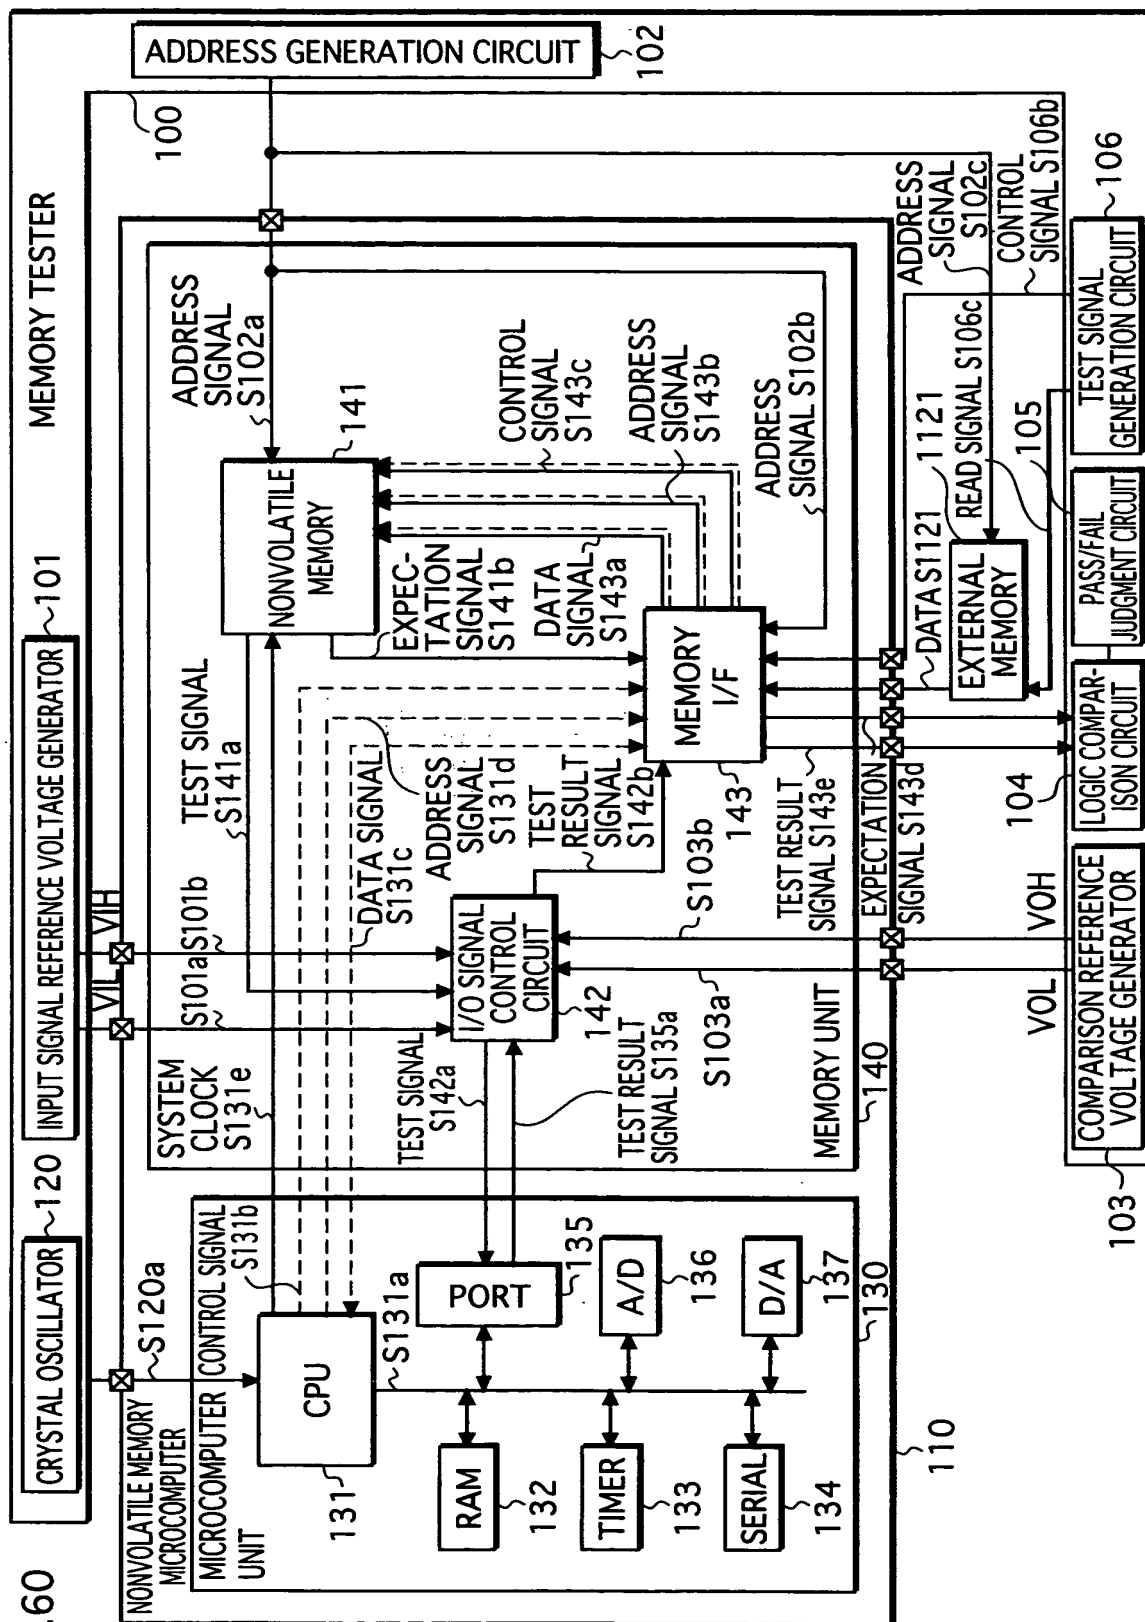 160
MEMORY TESTER
CRYSTAL OSCILLATOR
120
INPUT SIGNAL REFERENCE VOLTAGE GENERATOR
101
ADDRESS GENERATION CIRCUIT
102
100
S120a
VIL
VIH
S101a
S101b
NONVOLATILE MEMORY
MICROCOMPUTER
MICROCOMPUTER
UNIT
CONTROL SIGNAL
S131b
CPU
131
S131a
RAM
132
TIMER
133
SERIAL
134
PORT
135
A/D
136
D/A
137
130
110
SYSTEM
CLOCK
S131e
TEST SIGNAL
S141a
ADDRESS
SIGNAL
S102a
NONVOLATILE
MEMORY
141
DATA SIGNAL
S131c
ADDRESS
SIGNAL
S131d
EXPEC-
TATION
SIGNAL
S141b
DATA
SIGNAL
S143a
CONTROL
SIGNAL
S143c
ADDRESS
SIGNAL
S143b
ADDRESS
SIGNAL S102b
TEST SIGNAL
S142a
I/O SIGNAL
CONTROL
CIRCUIT
142
TEST RESULT
SIGNAL S135a
TEST
RESULT
SIGNAL
S142b
MEMORY
I/F
143
S103b
S103a
MEMORY UNIT
140
TEST RESULT
SIGNAL S143e
EXPECTATION
SIGNAL S143d
DATA S1121
EXTERNAL
MEMORY
1121
READ SIGNAL S106c
ADDRESS
SIGNAL
S102c
CONTROL
SIGNAL S106b
VOL
VOH
COMPARISON REFERENCE
VOLTAGE GENERATOR
103
LOGIC COMPAR-
ISON CIRCUIT
104
PASS/FAIL
JUDGMENT CIRCUIT
105
TEST SIGNAL
GENERATION CIRCUIT
106